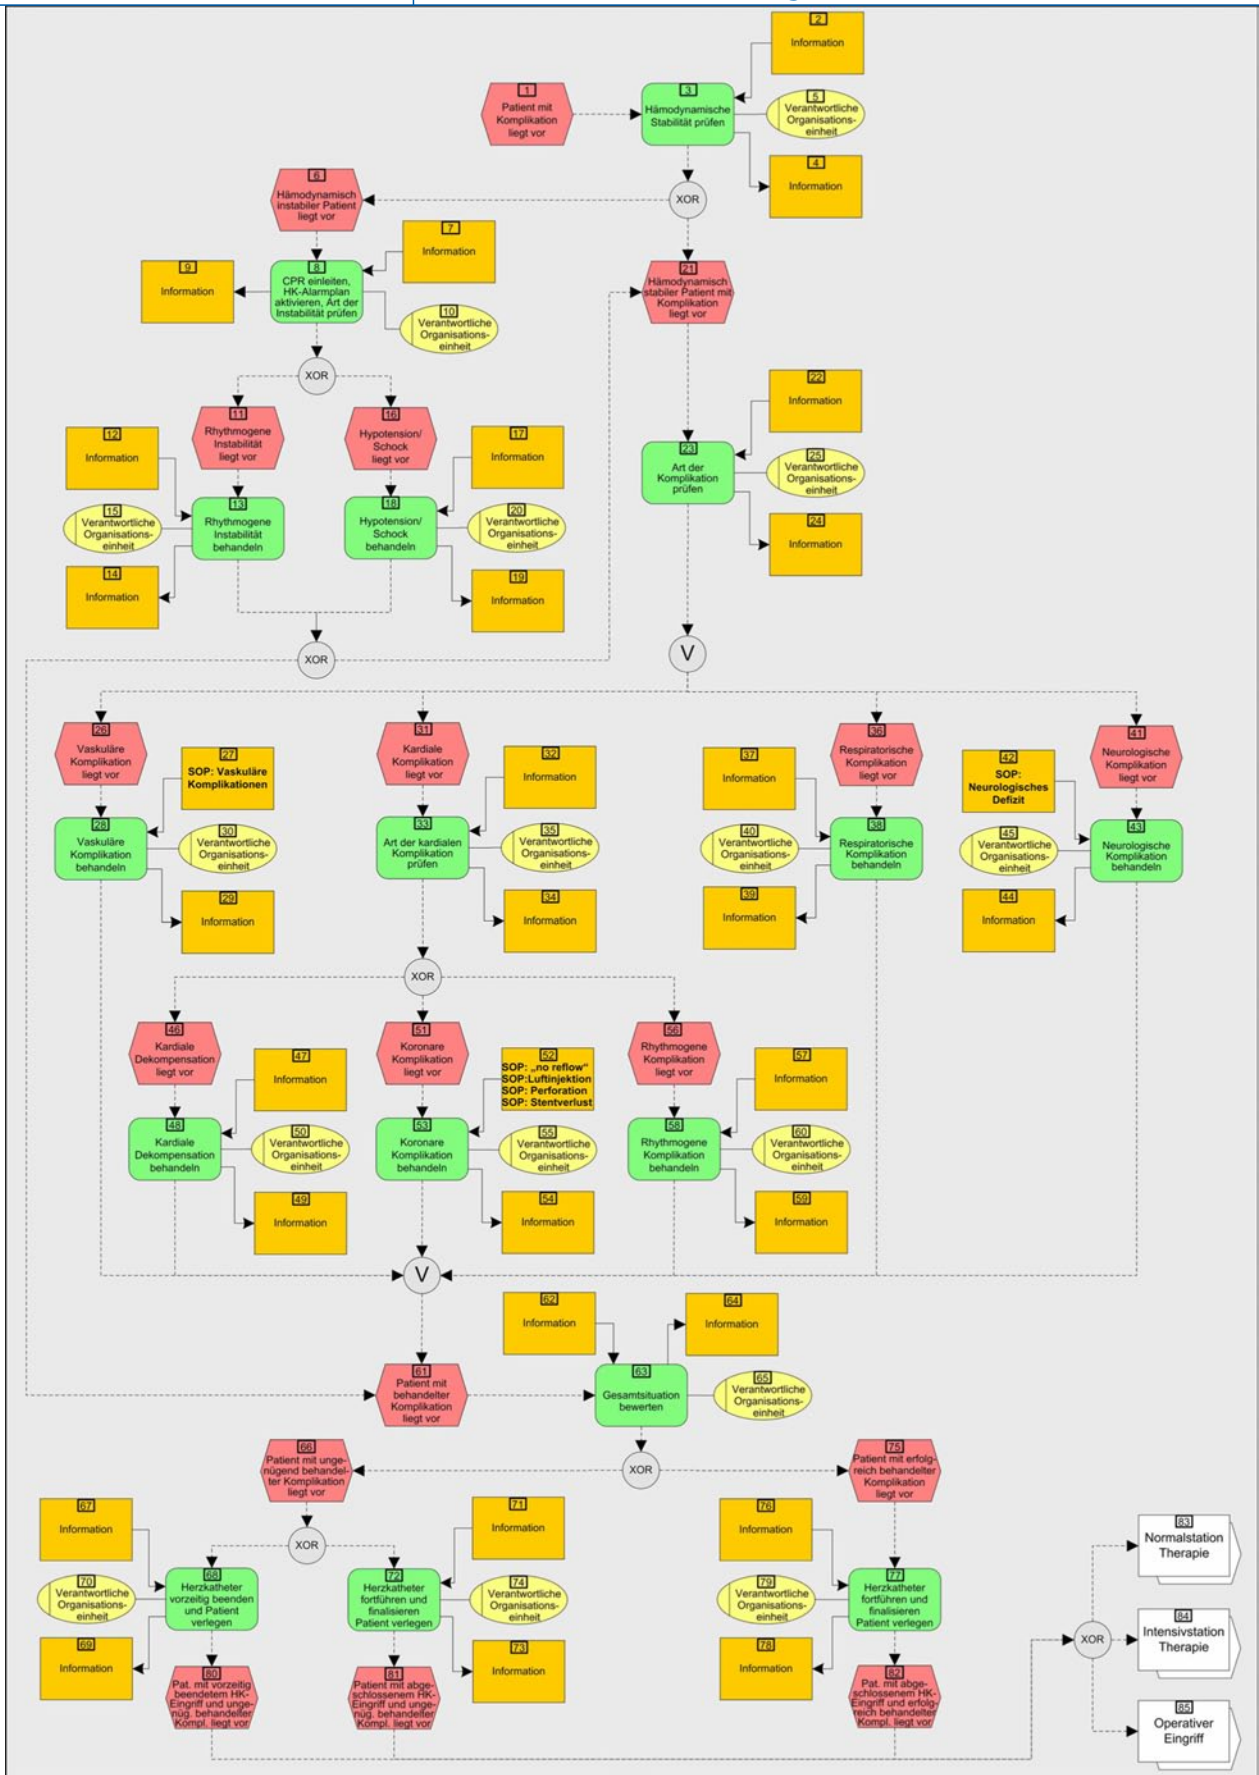 2
Information
1
Patient mit
Komplikation
liegt vor
3
Hämodynamische
Stabilität prüfen
5
Verantwortliche
Organisations-
einheit
4
Information
XOR
6
Hämodynamisch
instabiler Patient
liegt vor
7
Information
9
Information
8
CPR einleiten,
HK-Alarmplan
aktivieren, Art der
Instabilität prüfen
10
Verantwortliche
Organisations-
einheit
21
Hämodynamisch
stabiler Patient mit
Komplikation
liegt vor
XOR
11
Rhythmogene
Instabilität
liegt vor
16
Hypotension/
Schock
liegt vor
12
Information
17
Information
15
Verantwortliche
Organisations-
einheit
13
Rhythmogene
Instabilität
behandeln
18
Hypotension/
Schock
behandeln
20
Verantwortliche
Organisations-
einheit
14
Information
19
Information
22
Information
23
Art der
Komplikation
prüfen
25
Verantwortliche
Organisations-
einheit
24
Information
XOR
V
26
Vaskuläre
Komplikation
liegt vor
27
SOP: Vaskuläre
Komplikationen
28
Vaskuläre
Komplikation
behandeln
30
Verantwortliche
Organisations-
einheit
29
Information
31
Kardiale
Komplikation
liegt vor
32
Information
33
Art der kardialen
Komplikation
prüfen
35
Verantwortliche
Organisations-
einheit
34
Information
36
Respiratorische
Komplikation
liegt vor
37
Information
40
Verantwortliche
Organisations-
einheit
38
Respiratorische
Komplikation
behandeln
39
Information
41
Neurologische
Komplikation
liegt vor
42
SOP:
Neurologisches
Defizit
45
Verantwortliche
Organisations-
einheit
43
Neurologische
Komplikation
behandeln
44
Information
XOR
46
Kardiale
Dekompensation
liegt vor
47
Information
48
Kardiale
Dekompensation
behandeln
50
Verantwortliche
Organisations-
einheit
49
Information
51
Koronare
Komplikation
liegt vor
52
SOP: „no reflow“
SOP:Luftinjektion
SOP: Perforation
SOP: Stentverlust
53
Koronare
Komplikation
behandeln
55
Verantwortliche
Organisations-
einheit
54
Information
56
Rhythmogene
Komplikation
liegt vor
57
Information
58
Rhythmogene
Komplikation
behandeln
60
Verantwortliche
Organisations-
einheit
59
Information
V
62
Information
64
Information
61
Patient mit
behandelter
Komplikation
liegt vor
63
Gesamtsituation
bewerten
65
Verantwortliche
Organisations-
einheit
66
Patient mit unge-
nügend behandel-
ter Komplikation
liegt vor
XOR
75
Patient mit erfolg-
reich behandelter
Komplikation
liegt vor
67
Information
XOR
71
Information
76
Information
70
Verantwortliche
Organisations-
einheit
68
Herzkatheter
vorzeitig beenden
und Patient
verlegen
72
Herzkatheter
fortführen und
finalisieren
Patient verlegen
74
Verantwortliche
Organisations-
einheit
79
Verantwortliche
Organisations-
einheit
77
Herzkatheter
fortführen und
finalisieren
Patient verlegen
69
Information
73
Information
78
Information
80
Pat. mit vorzeitig
beendetem HK-
Eingriff und unge-
nüg. behandelter
Kompl. liegt vor
81
Patient mit abge-
schlossenem HK-
Eingriff und unge-
nüg. behandelter
Kompl. liegt vor
82
Pat. mit abge-
schlossenem HK-
Eingriff und erfolg-
reich behandelter
Kompl. liegt vor
XOR
83
Normalstation
Therapie
84
Intensivstation
Therapie
85
Operativer
Eingriff